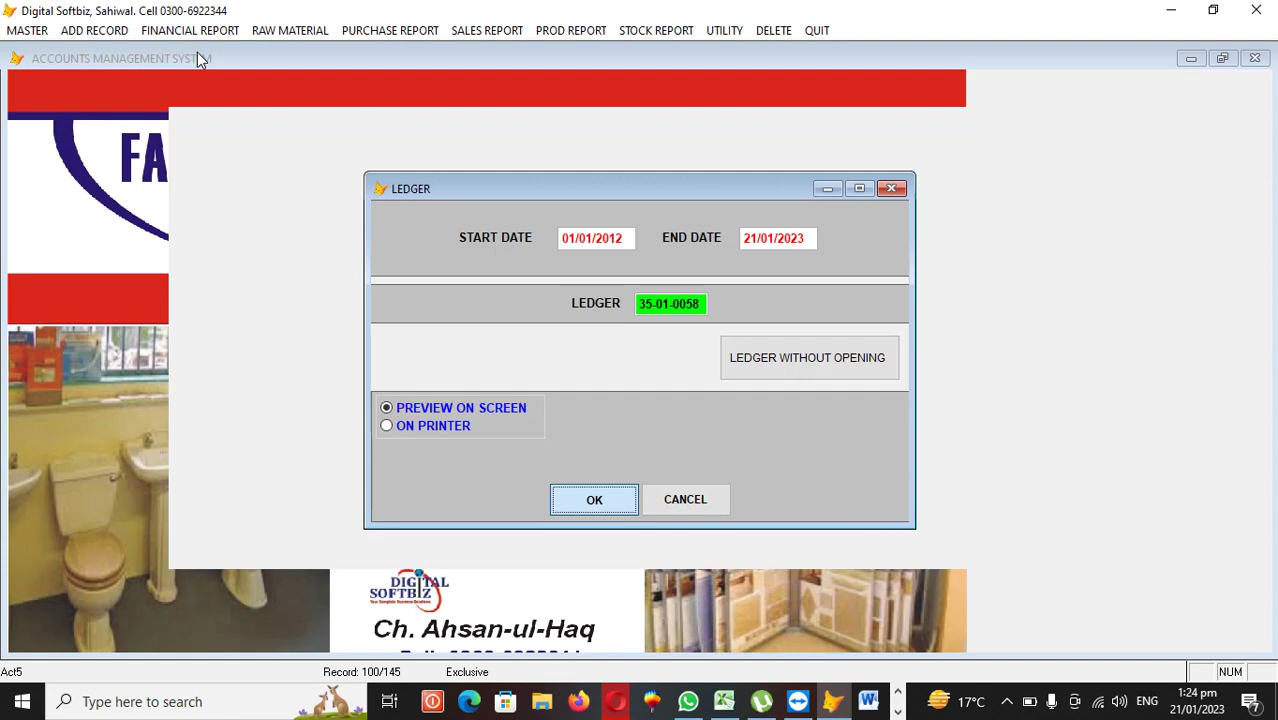 Digital Softbiz, Sahiwal. Cell 0300-6922344
MASTER ADD RECORD FINANCIAL REPORT RAW MATERIAL PURCHASE REPORT SALES REPORT PROD REPORT STOCK REPORT UTILITY DELETE QUIT
ACCOUNTS MANAGEMENT SYSTEM
FA
LEDGER
START DATE 01/01/2012 END DATE 21/01/2023
LEDGER 35-01-0058
LEDGER WITHOUT OPENING
PREVIEW ON SCREEN
ON PRINTER
OK CANCEL
DIGITAL
SOFTBIZ
Ch. Ahsan-ul-Haq
Act5 Record: 100/145 Exclusive NUM
Type here to search
17°C ENG
1:24 pm
21/01/2023
7